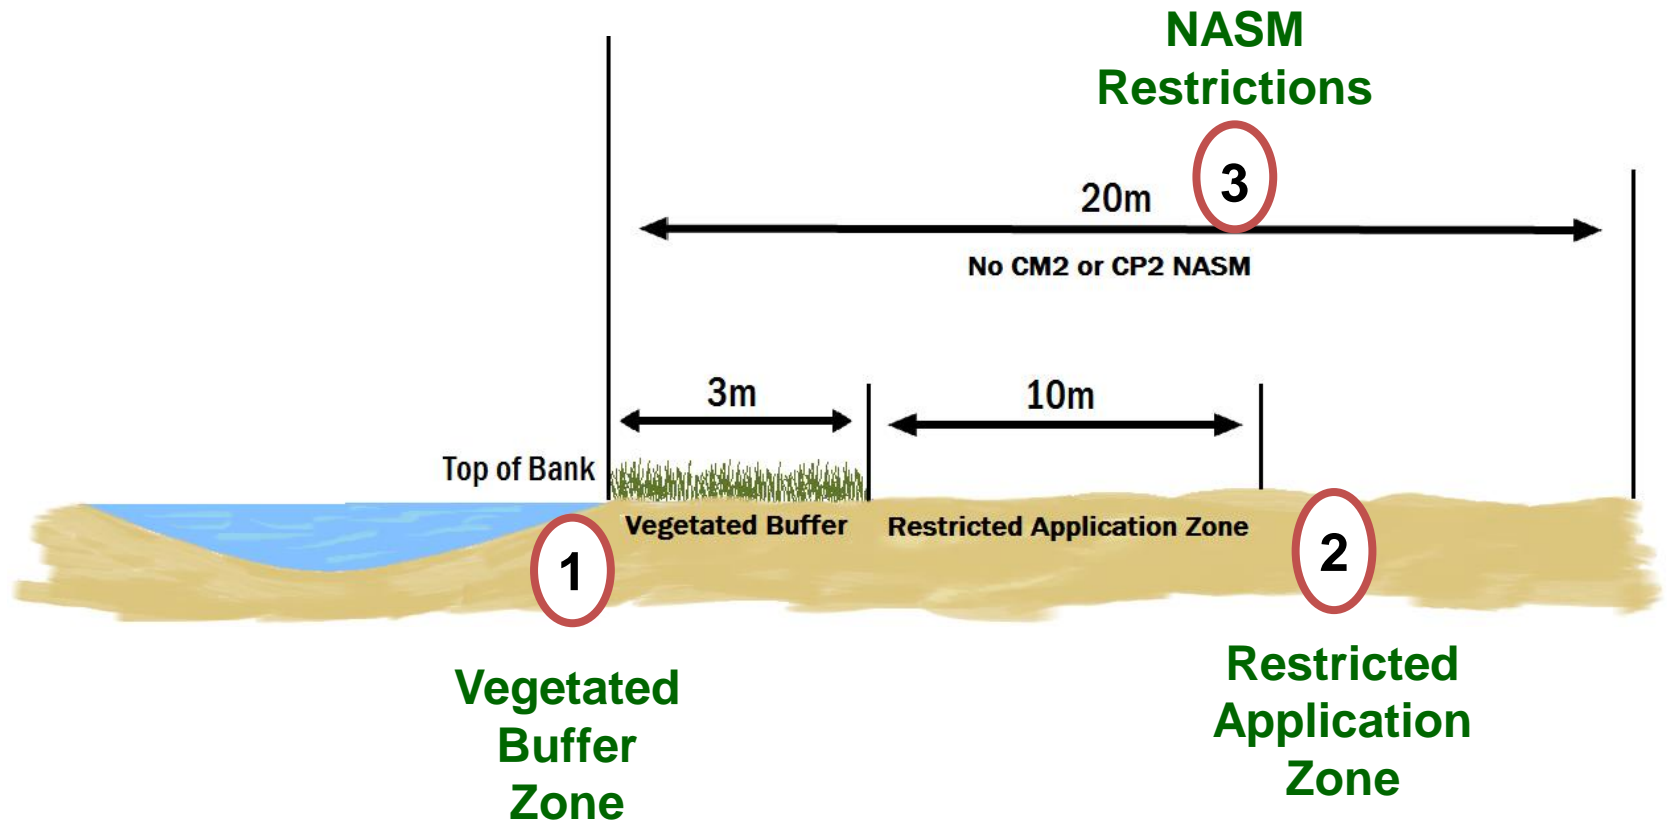 NASM
Restrictions
3
20m
No CM2 or CP2 NASM
3m
10m
Top of Bank
Vegetated Buffer
Restricted Application Zone
1
2
Vegetated
Buffer
Zone
Restricted
Application
Zone